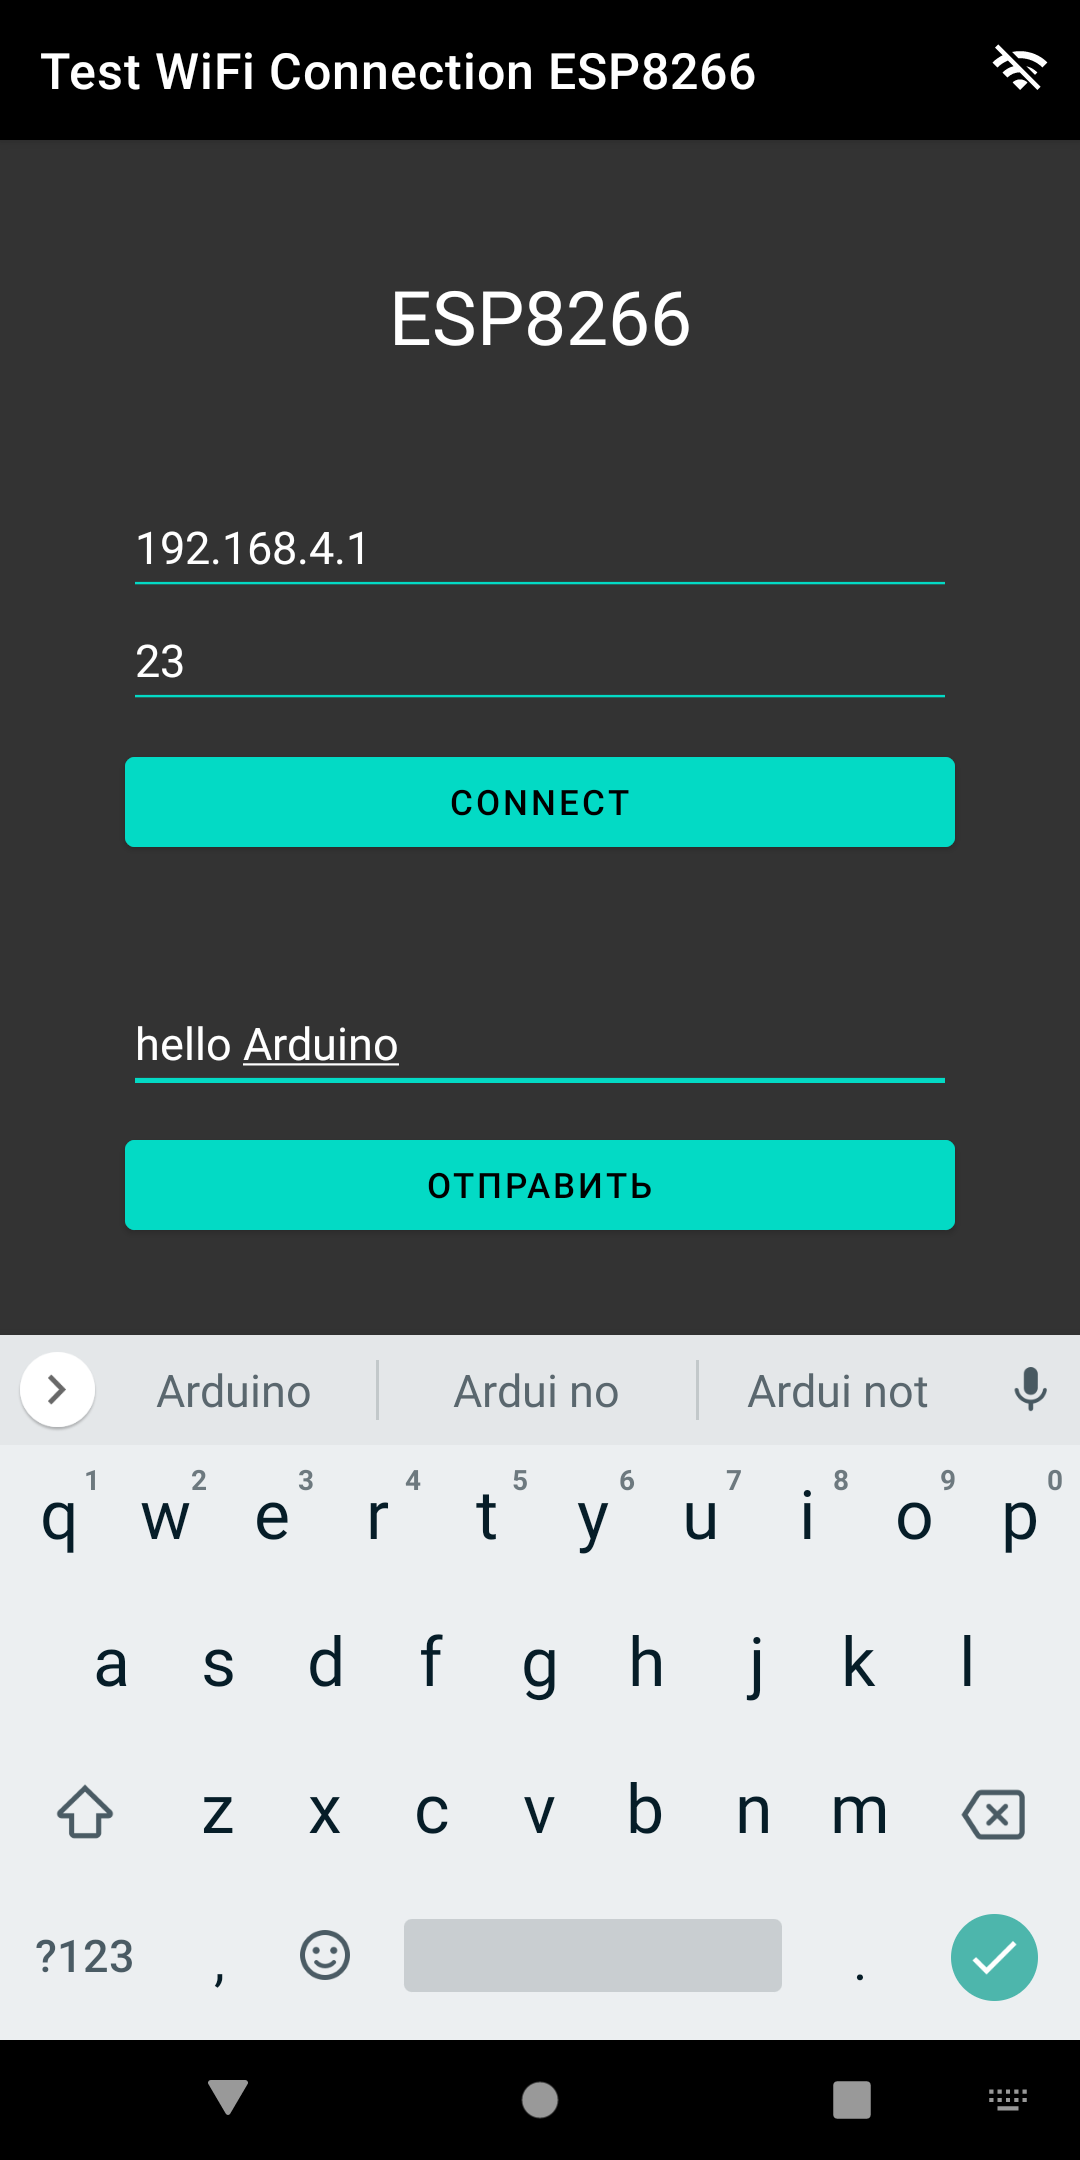 Test WiFi Connection ESP8266
ESP8266
192.168.4.1
23
CONNECT
hello Arduino
ОТПРАВИТЬ
Arduino Ardui no Ardui not
1 2 3 4 5 6 7 8 9 0
q w e r t y u i o p
a s d f g h j k l
z x c v b n m
?123 , .